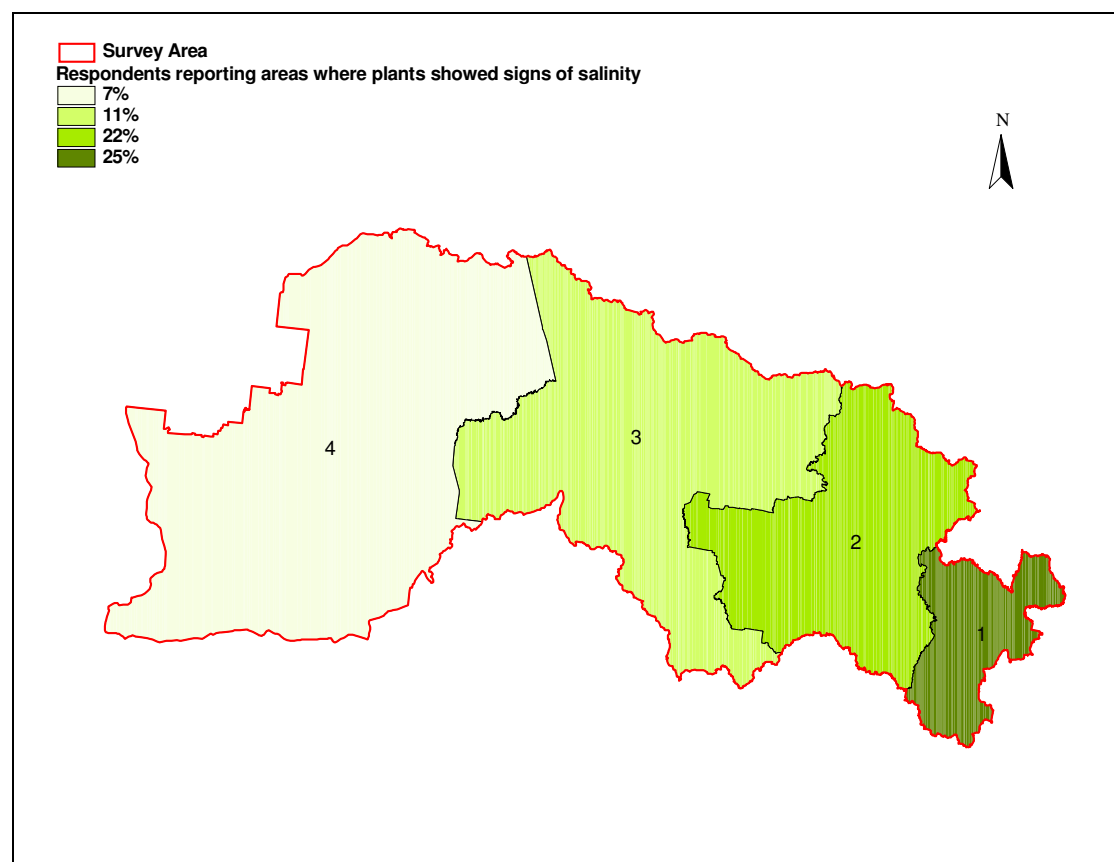 Survey Area
Respondents reporting areas where plants showed signs of salinity
7%
11%
22%
25%
N
4
3
2
1